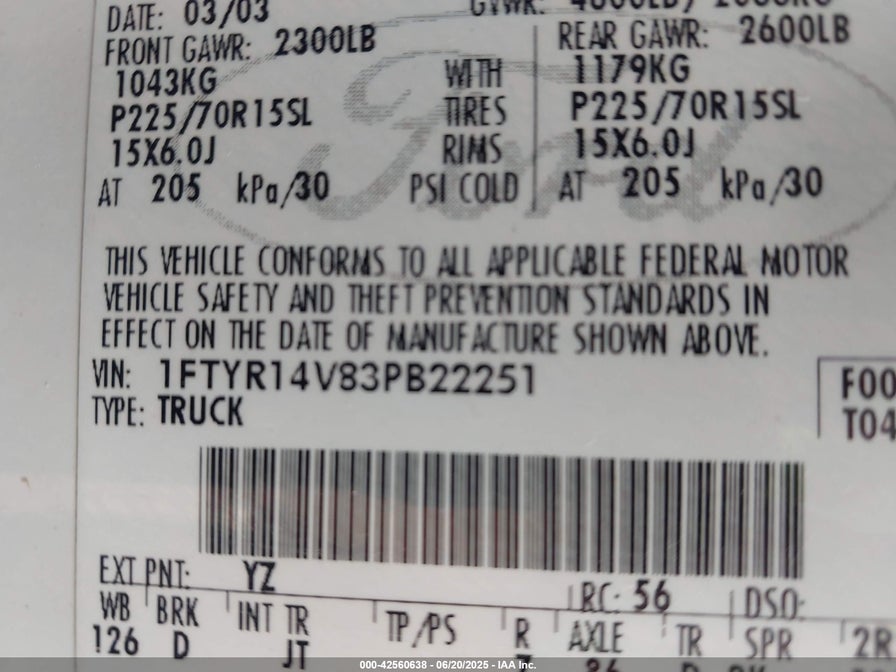 DATE: 03/03
FRONT GAWR: 2300LB REAR GAWR: 2600LB
1043KG WITH 1179KG
P225/70R15SL TIRES P225/70R15SL
15X6.0J RIMS 15X6.0J
AT 205 kPa/30 PSI COLD AT 205 kPa/30
THIS VEHICLE CONFORMS TO ALL APPLICABLE FEDERAL MOTOR
VEHICLE SAFETY AND THEFT PREVENTION STANDARDS IN
EFFECT ON THE DATE OF MANUFACTURE SHOWN ABOVE.
VIN: 1FTYR14V83PB22251
TYPE: TRUCK
F00
T04
EXT PNT: YZ RC: 56 DSO:
WB BRK INT TR TP/PS R AXLE TR SPR
126 D JT
Ford
000-42560638 - 06/20/2025 - IAA Inc.